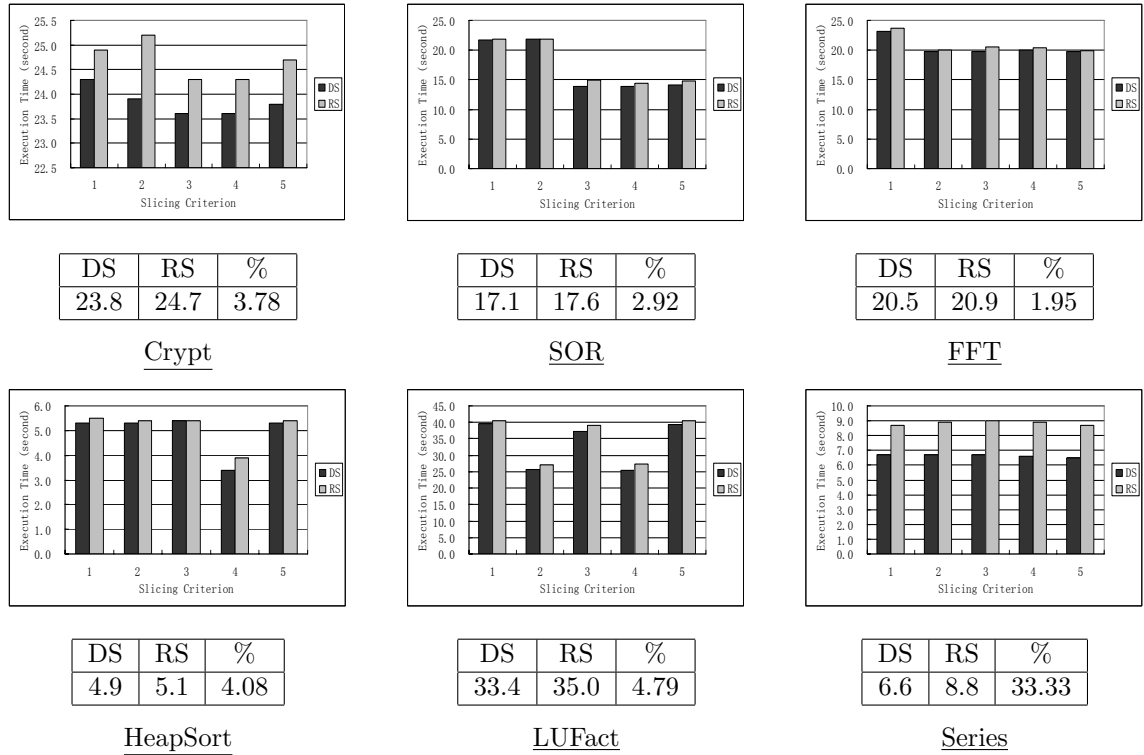 Execution Time (second)
25.5
25.0
24.5
24.0
23.5
23.0
22.5
1 2 3 4 5
Slicing Criterion
DS
RS
DS RS %
23.8 24.7 3.78
Crypt
Execution Time (second)
25.0
20.0
15.0
10.0
5.0
0.0
1 2 3 4 5
Slicing Criterion
DS
RS
DS RS %
17.1 17.6 2.92
SOR
Execution Time (second)
25.0
20.0
15.0
10.0
5.0
0.0
1 2 3 4 5
Slicing Criterion
DS
RS
DS RS %
20.5 20.9 1.95
FFT
Execution Time (second)
6.0
5.0
4.0
3.0
2.0
1.0
0.0
1 2 3 4 5
Slicing Criterion
DS
RS
DS RS %
4.9 5.1 4.08
HeapSort
Execution Time (second)
45.0
40.0
35.0
30.0
25.0
20.0
15.0
10.0
5.0
0.0
1 2 3 4 5
Slicing Criterion
DS
RS
DS RS %
33.4 35.0 4.79
LUFact
Execution Time (second)
10.0
9.0
8.0
7.0
6.0
5.0
4.0
3.0
2.0
1.0
0.0
1 2 3 4 5
Slicing Criterion
DS
RS
DS RS %
6.6 8.8 33.33
Series